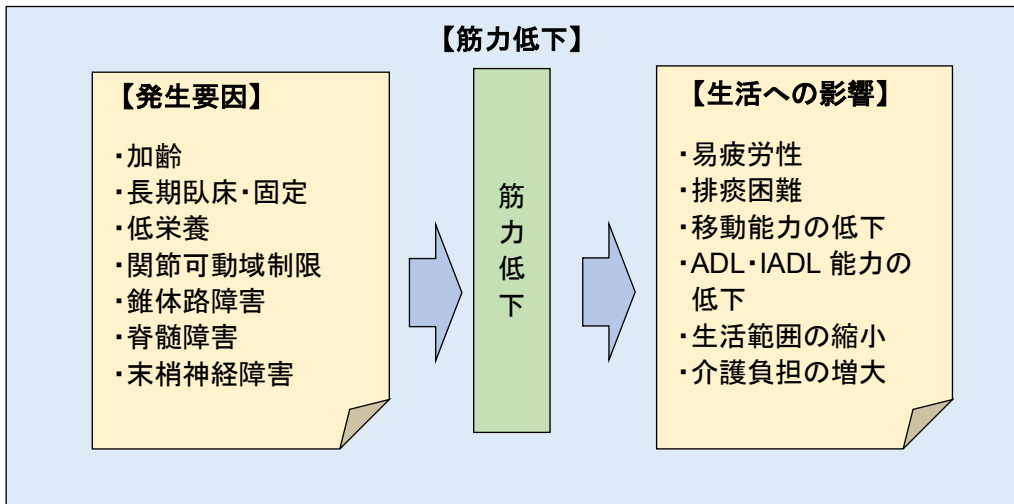 【筋力低下】
【発生要因】
・加齢
・長期臥床・固定
・低栄養
・関節可動域制限
・錐体路障害
・脊髄障害
・末梢神経障害
筋力低下
【生活への影響】
・易疲労性
・排痰困難
・移動能力の低下
・ADL・IADL 能力の
低下
・生活範囲の縮小
・介護負担の増大